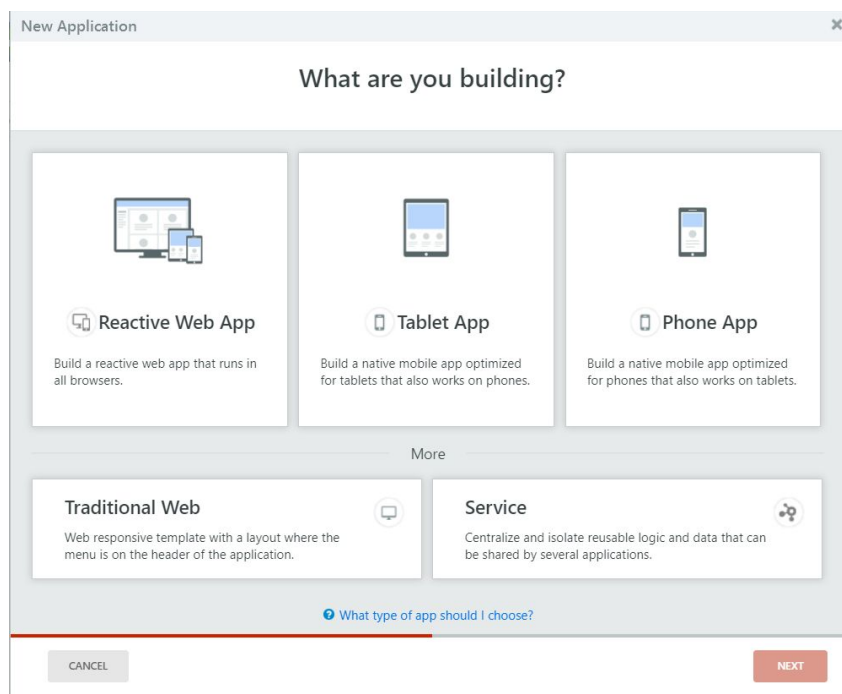 New Application
What are you building?
Reactive Web App
Build a reactive web app that runs in
all browsers.
Tablet App
Build a native mobile app optimized
for tablets that also works on phones.
Phone App
Build a native mobile app optimized
for phones that also works on tablets.
More
Traditional Web
Web responsive template with a layout where the
menu is on the header of the application.
Service
Centralize and isolate reusable logic and data that can
be shared by several applications.
What type of app should I choose?
CANCEL
NEXT